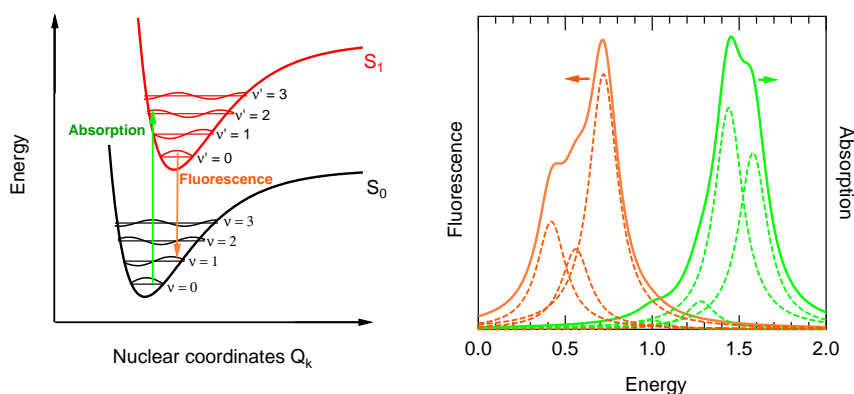 Energy
Nuclear coordinates Q_k
S₁
ν' = 3
ν' = 2
ν' = 1
ν' = 0
Absorption
Fluorescence
S₀
ν = 3
ν = 2
ν = 1
ν = 0
Fluorescence
Absorption
0.0 0.5 1.0 1.5 2.0
Energy